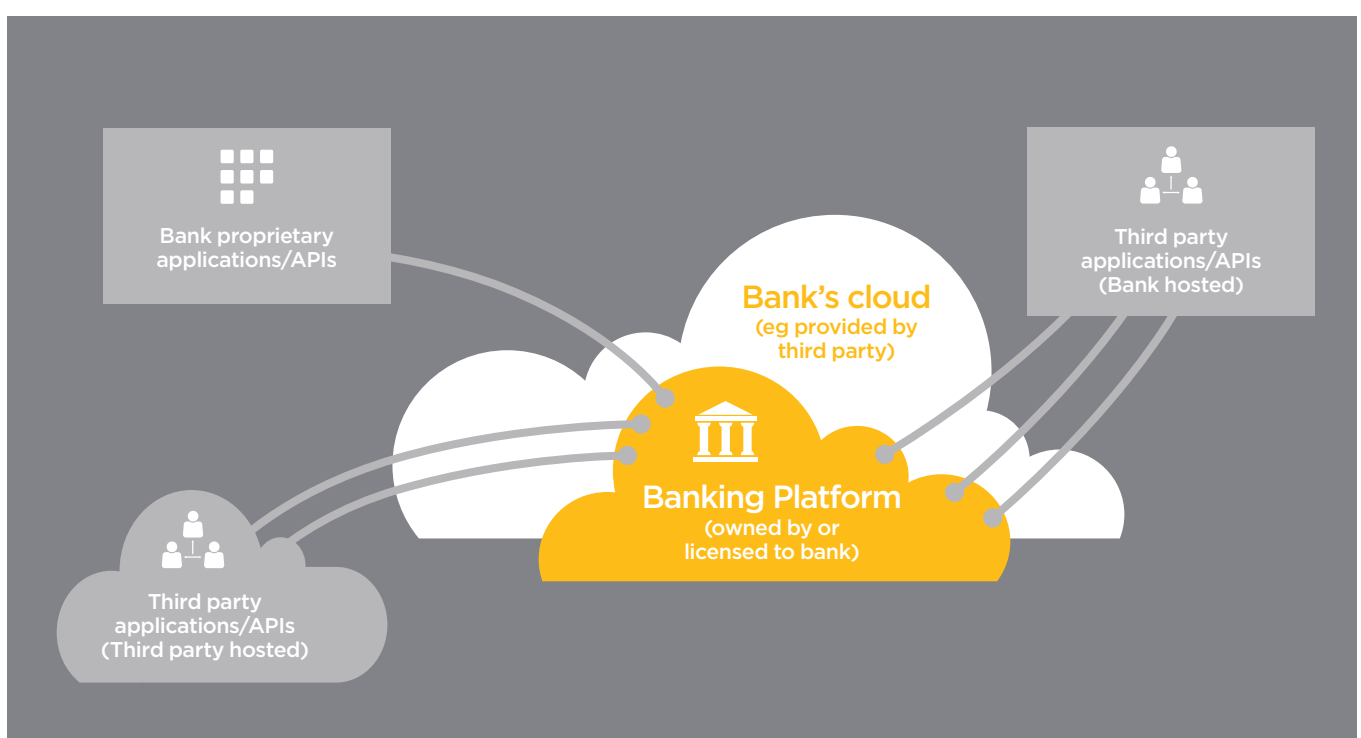 Bank proprietary
applications/APIs
Third party
applications/APIs
(Bank hosted)
Bank's cloud
(eg provided by
third party)
Banking Platform
(owned by or
licensed to bank)
Third party
applications/APIs
(Third party hosted)